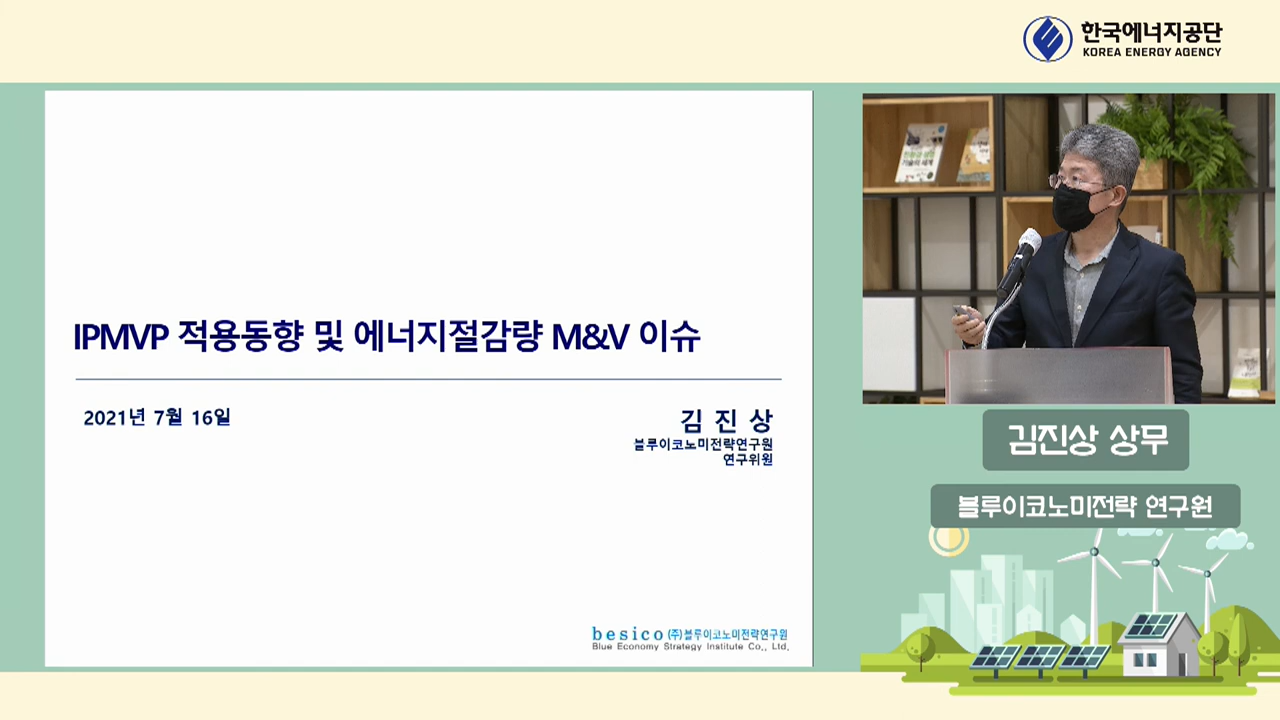 한국에너지공단
KOREA ENERGY AGENCY
IPMVP 적용동향 및 에너지절감량 M&V 이슈
2021년 7월 16일
김 진 상
블루이코노미전략연구원
연구위원
besico (주)블루이코노미전략연구원
Blue Economy Strategy Institute Co., Ltd.
김진상 상무
블루이코노미전략 연구원